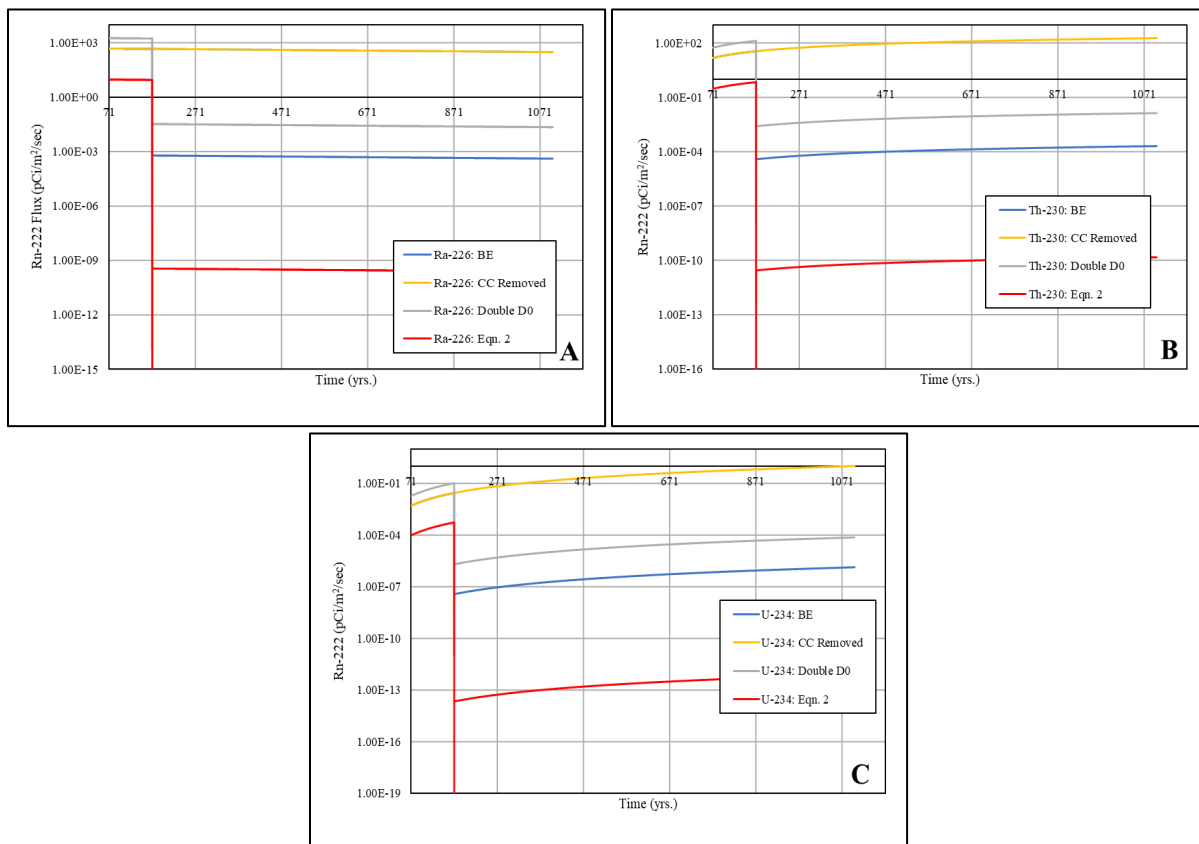 Rn-222 Flux (pCi/m²/sec)
1.00E+03
1.00E+00
1.00E-03
1.00E-06
1.00E-09
1.00E-12
1.00E-15
71 271 471 671 871 1071
Ra-226: BE
Ra-226: CC Removed
Ra-226: Double D0
Ra-226: Eqn. 2
A
Time (yrs.)
Rn-222 (pCi/m²/sec)
1.00E+02
1.00E-01
1.00E-04
1.00E-07
1.00E-10
1.00E-13
1.00E-16
71 271 471 671 871 1071
Th-230: BE
Th-230: CC Removed
Th-230: Double D0
Th-230: Eqn. 2
B
Time (yrs.)
Rn-222 (pCi/m²/sec)
1.00E-01
1.00E-04
1.00E-07
1.00E-10
1.00E-13
1.00E-16
1.00E-19
71 271 471 671 871 1071
U-234: BE
U-234: CC Removed
U-234: Double D0
U-234: Eqn. 2
C
Time (yrs.)